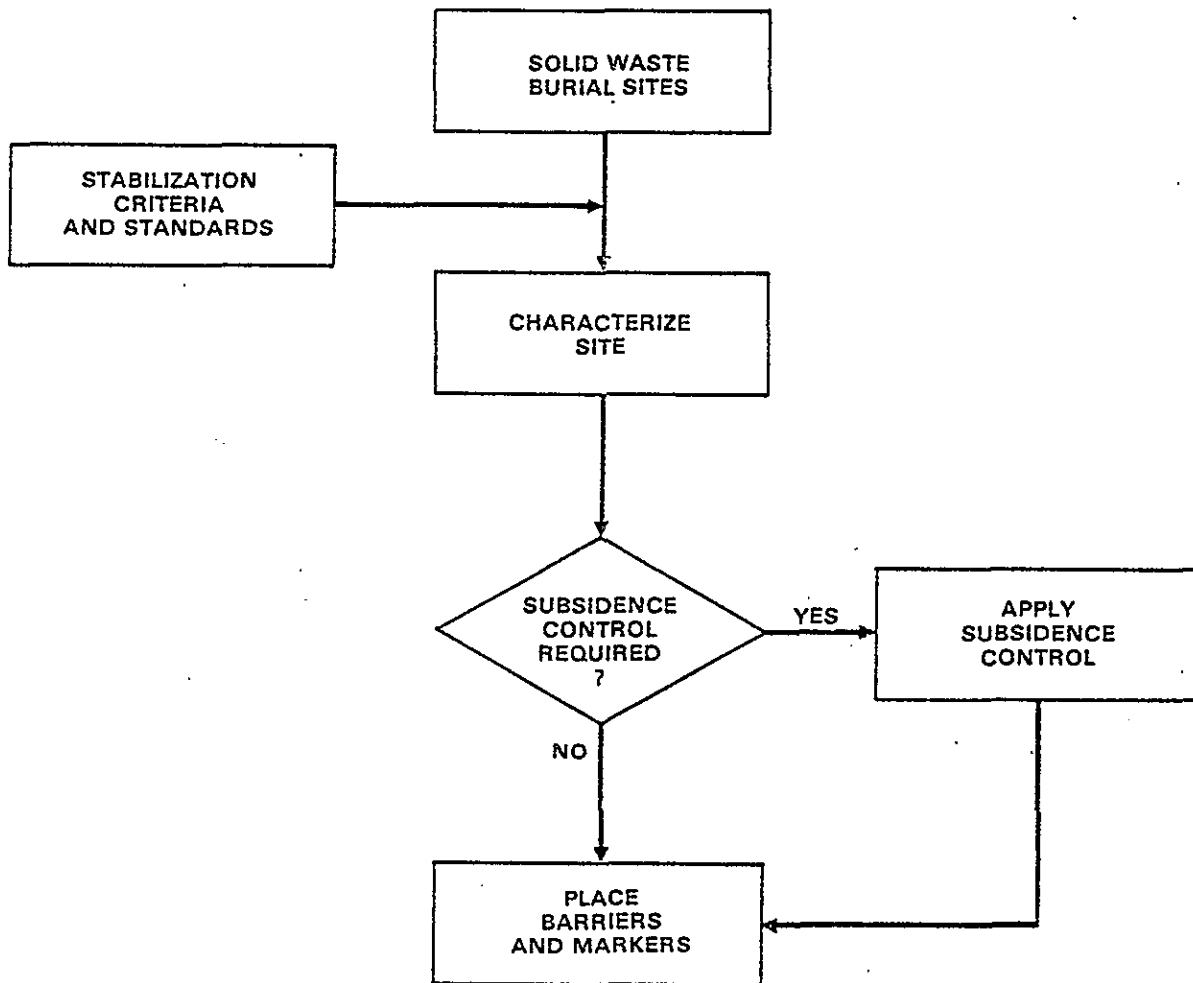 SOLID WASTE
BURIAL SITES
STABILIZATION
CRITERIA
AND STANDARDS
CHARACTERIZE
SITE
SUBSIDENCE
CONTROL
REQUIRED
?
YES
APPLY
SUBSIDENCE
CONTROL
NO
PLACE
BARRIERS
AND MARKERS